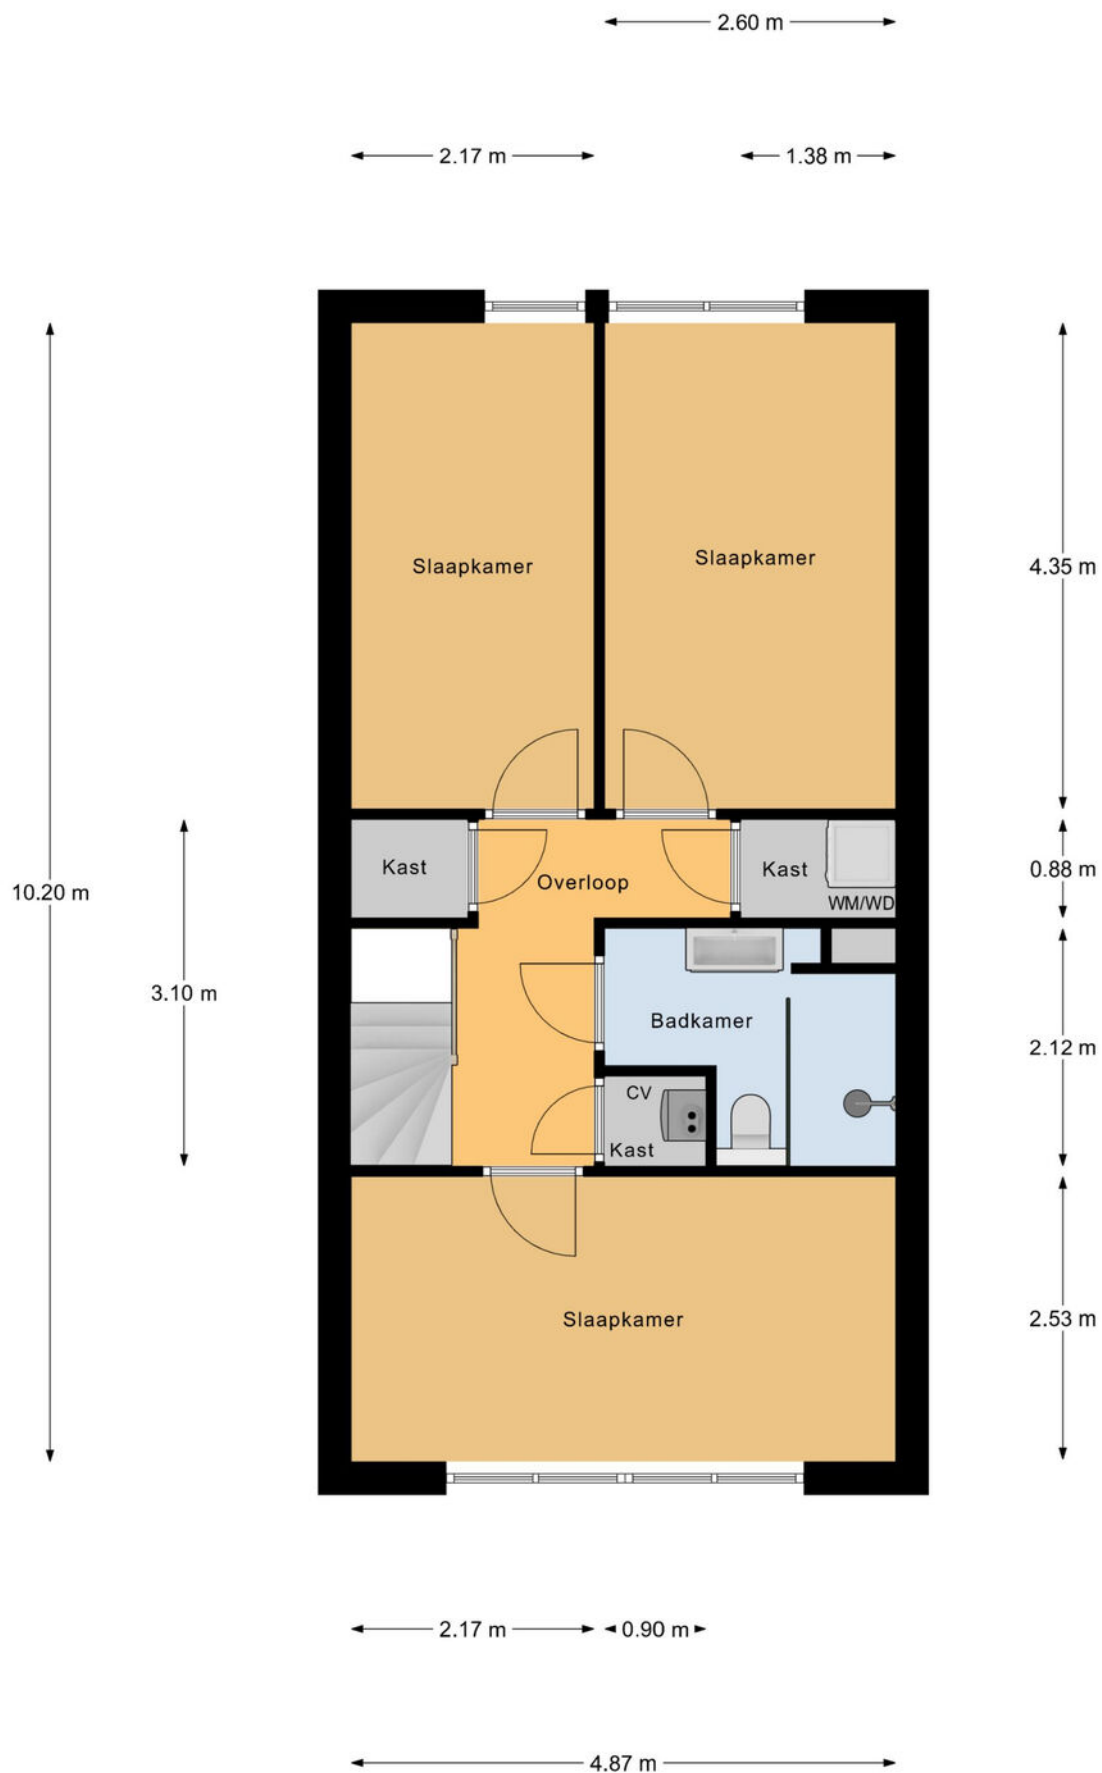 2.60 m
2.17 m
1.38 m
Slaapkamer
Slaapkamer
4.35 m
Kast
Overloop
Kast
WM/WD
0.88 m
10.20 m
3.10 m
Badkamer
2.12 m
CV
Kast
Slaapkamer
2.53 m
2.17 m
0.90 m
4.87 m